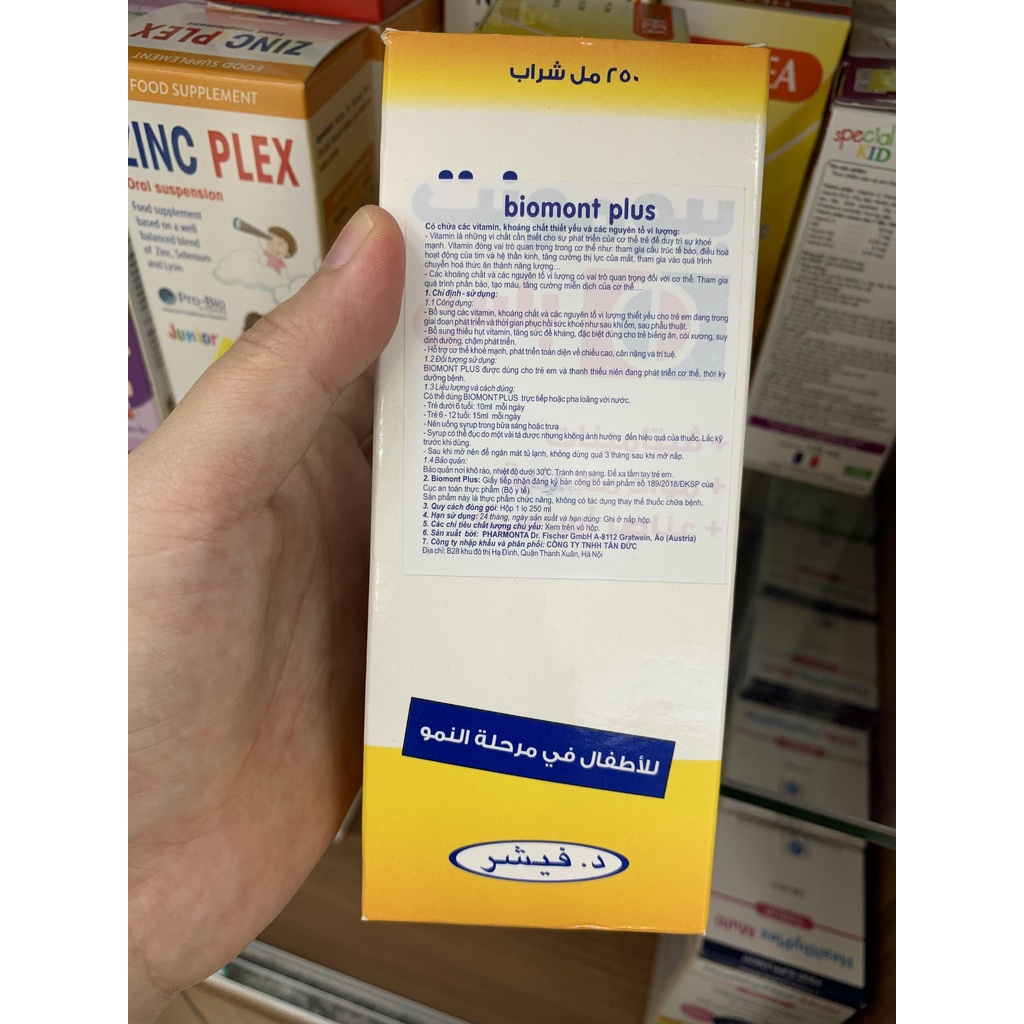 ٢٥٠ مل شراب
biomont plus
Có chứa các vitamin, khoáng chất thiết yếu và các nguyên tố vi lượng:
- Vitamin là những vi chất cần thiết cho sự phát triển của cơ thể trẻ để duy trì sự khoẻ
mạnh. Vitamin đóng vai trò quan trọng trong cơ thể như: tham gia cấu trúc tế bào, điều hoà
hoạt động của tim và hệ thần kinh, tăng cường thị lực của mắt, tham gia vào quá trình
chuyển hoá thức ăn thành năng lượng...
- Các khoáng chất và các nguyên tố vi lượng có vai trò quan trọng đối với cơ thể: Tham gia
quá trình phân bào, tạo máu, tăng cường miễn dịch của cơ thể....
1. Chỉ định - sử dụng:
1.1 Công dụng:
- Bổ sung các vitamin, khoáng chất và các nguyên tố vi lượng thiết yếu cho trẻ em đang trong
giai đoạn phát triển và thời gian phục hồi sức khoẻ như sau khi ốm, sau phẫu thuật.
- Bổ sung thiếu hụt vitamin, tăng sức đề kháng, đặc biệt dùng cho trẻ biếng ăn, còi xương, suy
dinh dưỡng, chậm phát triển.
- Hỗ trợ cơ thể khoẻ mạnh, phát triển toàn diện về chiều cao, cân nặng và trí tuệ.
1.2 Đối tượng sử dụng:
BIOMONT PLUS được dùng cho trẻ em và thanh thiếu niên đang phát triển cơ thể, thời kỳ
dưỡng bệnh.
1.3 Liều lượng và cách dùng:
Có thể dùng BIOMONT PLUS trực tiếp hoặc pha loãng với nước.
- Trẻ dưới 6 tuổi: 10ml mỗi ngày
- Trẻ 6 - 12 tuổi: 15ml mỗi ngày
- Nên uống syrup trong bữa sáng hoặc trưa
- Syrup có thể đục do một vài tá dược nhưng không ảnh hưởng đến hiệu quả của thuốc. Lắc kỹ
trước khi dùng.
- Sau khi mở nên để ngăn mát tủ lạnh, không dùng quá 3 tháng sau khi mở nắp.
1.4 Bảo quản:
Bảo quản nơi khô ráo, nhiệt độ dưới 30°C. Tránh ánh sáng. Để xa tầm tay trẻ em.
2. Biomont Plus: Giấy tiếp nhận đăng ký bản công bố sản phẩm số 189/2018/ĐKSP của
Cục an toàn thực phẩm (Bộ y tế)
Sản phẩm này là thực phẩm chức năng, không có tác dụng thay thế thuốc chữa bệnh.
3. Quy cách đóng gói: Hộp 1 lọ 250 ml
4. Hạn sử dụng: 24 tháng, ngày sản xuất và hạn dùng: Ghi ở nắp hộp.
5. Các chỉ tiêu chất lượng chủ yếu: Xem trên vỏ hộp.
6. Sản xuất bởi: PHARMONTA Dr. Fischer GmbH A-8112 Gratwein, Áo (Austria)
7. Công ty nhập khẩu và phân phối: CÔNG TY TNHH TÂN ĐỨC
Địa chỉ: B28 khu đô thị Hạ Đình, Quận Thanh Xuân, Hà Nội
للأطفال في مرحلة النمو
د. فيشر
ZINC PLEX
FOOD SUPPLEMENT
FOOD SUPPLEMENT
ZINC PLEX
Oral suspension
Food supplement
based on a well
balanced blend
of Zinc, Selenium
and Lysin
Pro-Bio
Junior
special
KID
HealthyPlex Multi